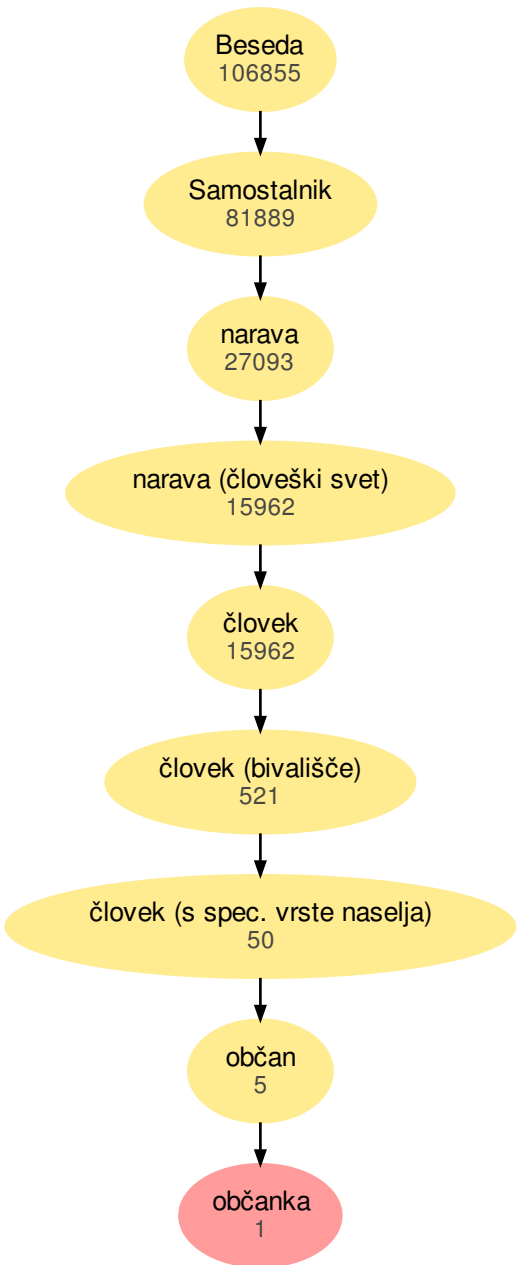 Beseda
106855
Samostalnik
81889
narava
27093
narava (človeški svet)
15962
človek
15962
človek (bivališče)
521
človek (s spec. vrste naselja)
50
občan
5
občanka
1